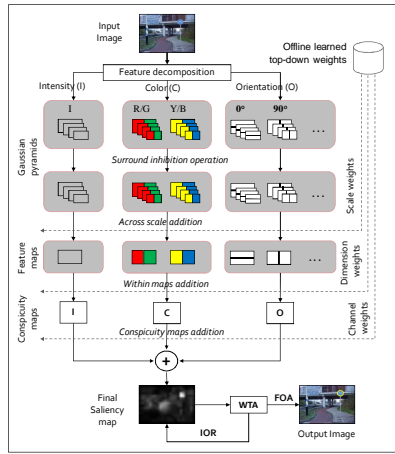 Input
Image
Offline learned
top-down weights
Feature decomposition
Intensity (I)
Color (C)
Orientation (O)
I
R/G
Y/B
0°
90°
...
Gaussian
pyramids
Surround inhibition operation
Scale weights
Across scale addition
Feature
maps
...
Dimension
weights
Within maps addition
Conspicuity
maps
I
C
O
Channel
weights
Conspicuity maps addition
+
Final
Saliency
map
WTA
FOA
IOR
Output Image